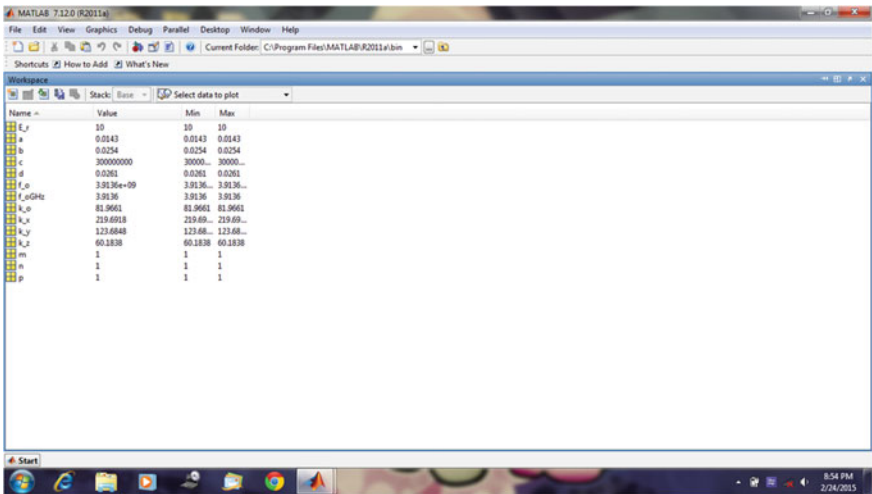 MATLAB 7.12.0 (R2011a)
File Edit View Graphics Debug Parallel Desktop Window Help
Current Folder: C:\Program Files\MATLAB\R2011a\bin
Shortcuts How to Add What's New
Workspace
Stack: Base Select data to plot
Name Value Min Max
E_r 10 10 10
a 0.0143 0.0143 0.0143
b 0.0254 0.0254 0.0254
c 300000000 30000... 30000...
d 0.0261 0.0261 0.0261
f_o 3.9136e+09 3.9136... 3.9136...
f_oGHz 3.9136 3.9136 3.9136
k_o 81.9661 81.9661 81.9661
k_x 219.6918 219.69... 219.69...
k_y 123.6848 123.68... 123.68...
k_z 60.1838 60.1838 60.1838
m 1 1 1
n 1 1 1
p 1 1 1
Start
8:54 PM
2/24/2015